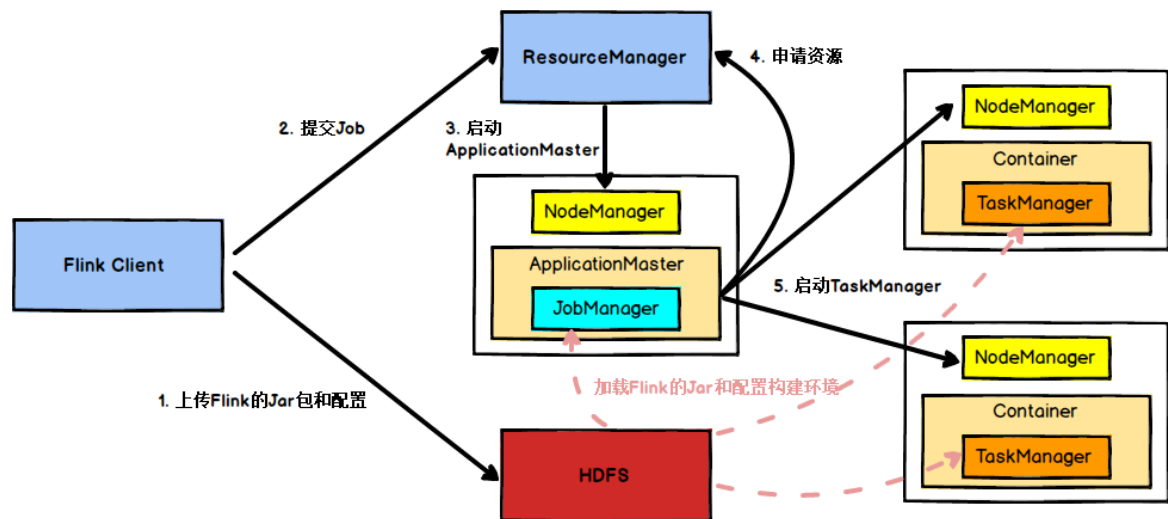 ResourceManager
4. 申请资源
NodeManager
Container
TaskManager
2. 提交Job
3. 启动
ApplicationMaster
NodeManager
ApplicationMaster
JobManager
Flink Client
5. 启动TaskManager
NodeManager
Container
TaskManager
加载Flink的Jar和配置构建环境
1. 上传Flink的Jar包和配置
HDFS